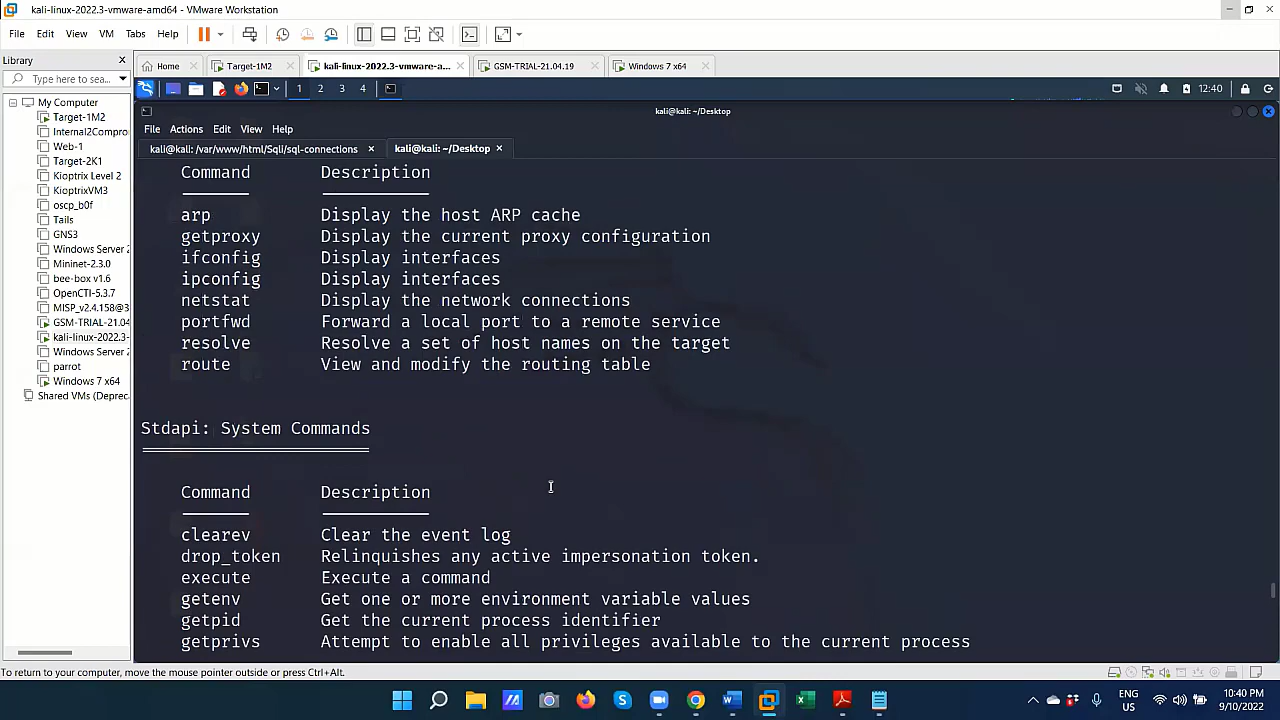 kali-linux-2022.3-vmware-amd64 - VMware Workstation
File Edit View VM Tabs Help
Library
Type here to sea...
Home
Target-1M2
kali-linux-2022.3-vmware-a...
GSM-TRIAL-21.04.19
Windows 7 x64
1 2 3 4
12:40
My Computer
Target-1M2
Internal2Compro
Web-1
Target-2K1
Kioptrix Level 2
KioptrixVM3
oscp_b0f
Tails
GNS3
Windows Server 2
Mininet-2.3.0
bee-box v1.6
OpenCTI-5.3.7
MISP_v2.4.158@3
GSM-TRIAL-21.04
kali-linux-2022.3-
Windows Server 2
parrot
Windows 7 x64
Shared VMs (Deprec
kali@kali: ~/Desktop
File Actions Edit View Help
kali@kali: /var/www/html/Sqli/sql-connections
kali@kali: ~/Desktop
Command Description
arp Display the host ARP cache
getproxy Display the current proxy configuration
ifconfig Display interfaces
ipconfig Display interfaces
netstat Display the network connections
portfwd Forward a local port to a remote service
resolve Resolve a set of host names on the target
route View and modify the routing table
Stdapi: System Commands
Command Description
clearev Clear the event log
drop_token Relinquishes any active impersonation token.
execute Execute a command
getenv Get one or more environment variable values
getpid Get the current process identifier
getprivs Attempt to enable all privileges available to the current process
To return to your computer, move the mouse pointer outside or press Ctrl+Alt.
ENG
US
10:40 PM
9/10/2022